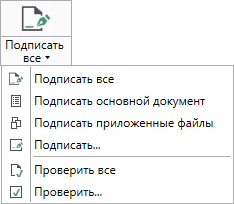 Подписать
все
Подписать все
Подписать основной документ
Подписать приложенные файлы
Подписать...
Проверить все
Проверить...